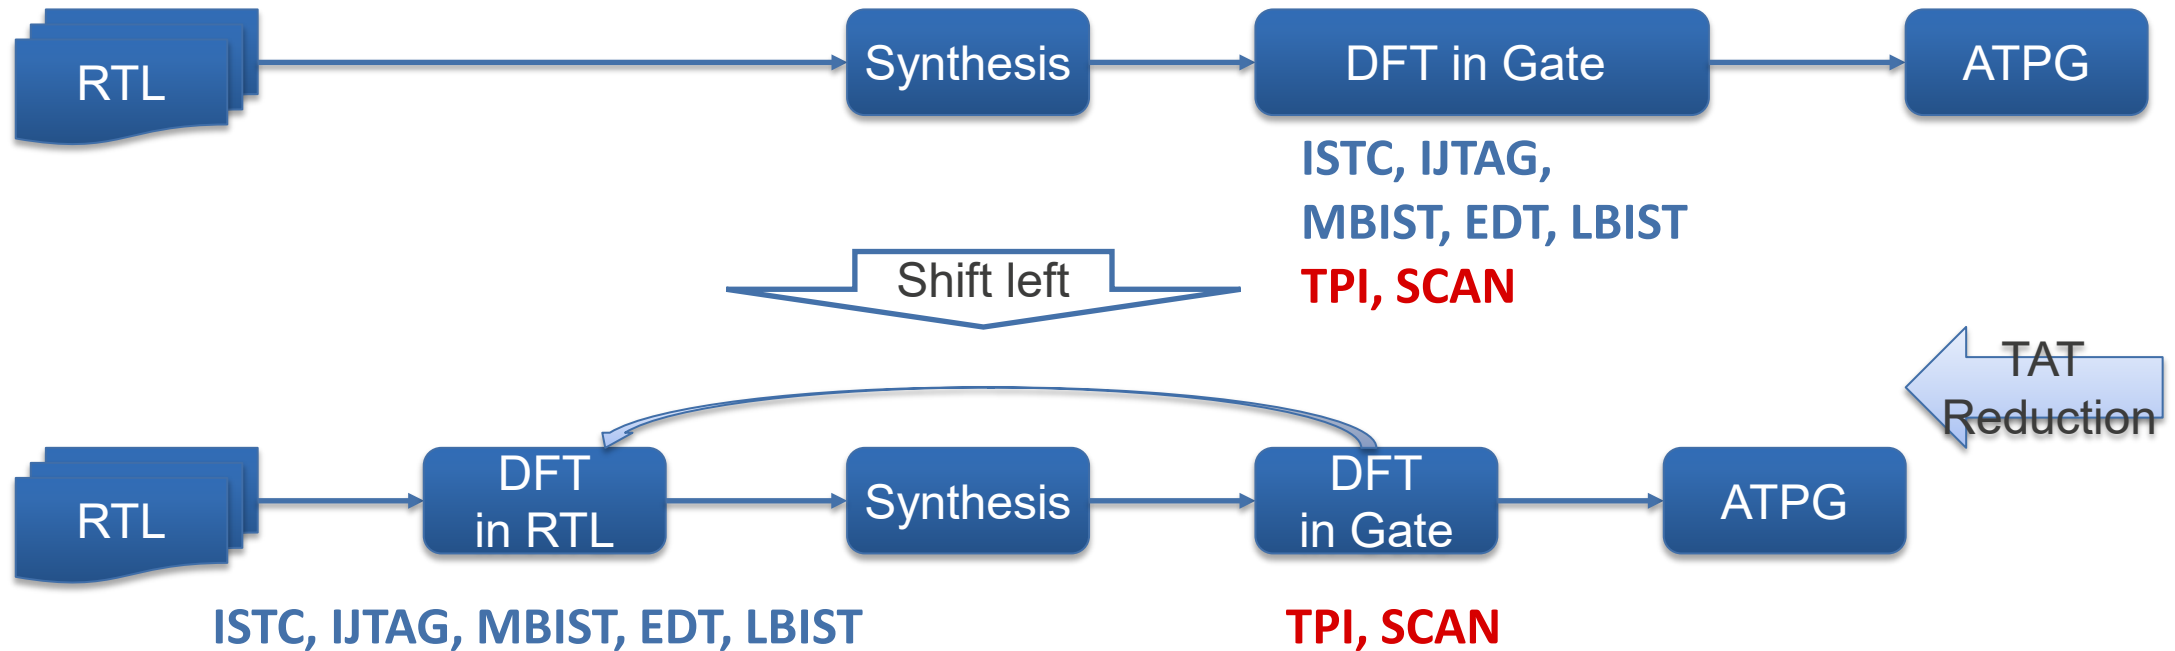 RTL
Synthesis
DFT in Gate
ATPG
ISTC, IJTAG,
MBIST, EDT, LBIST
TPI, SCAN
Shift left
TAT
Reduction
RTL
DFT
in RTL
Synthesis
DFT
in Gate
ATPG
ISTC, IJTAG, MBIST, EDT, LBIST
TPI, SCAN